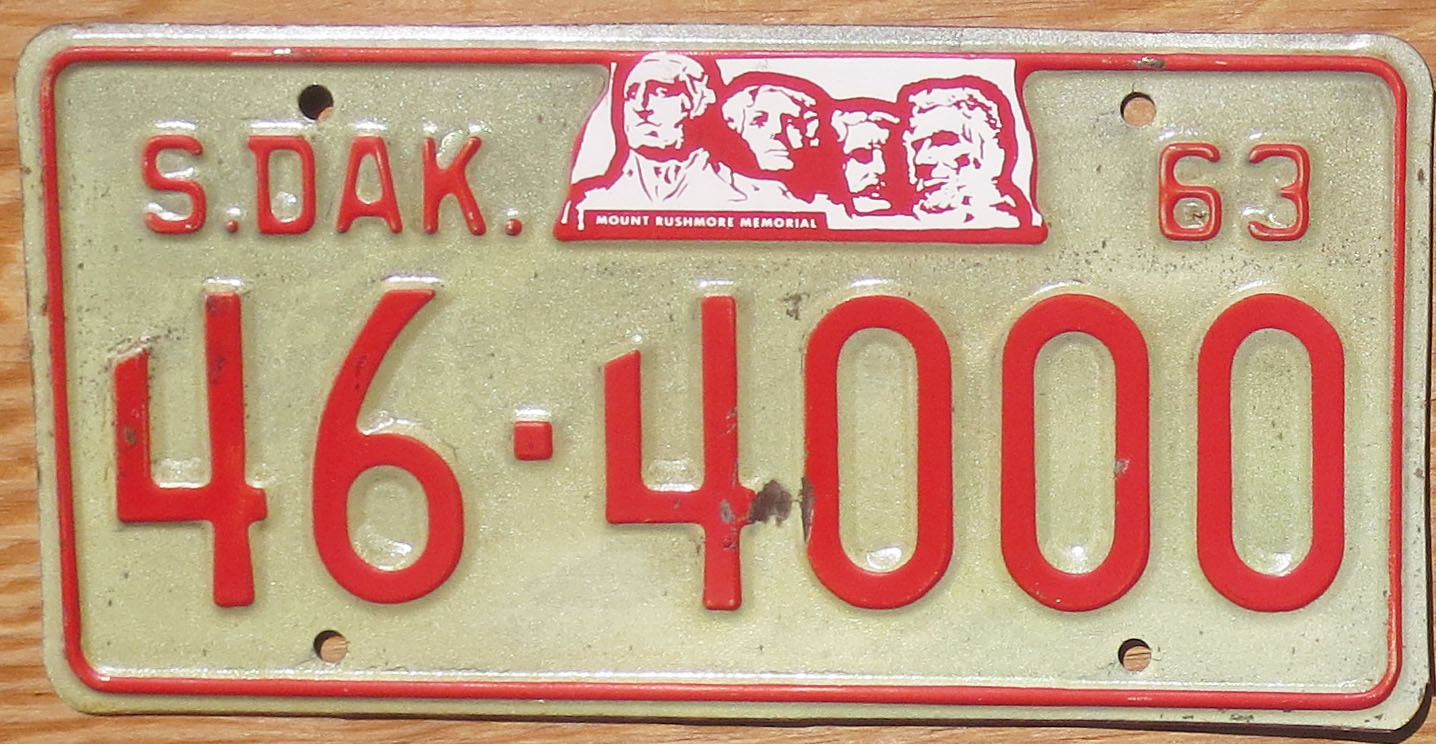 S.DAK. 63
MOUNT RUSHMORE MEMORIAL
46-4000